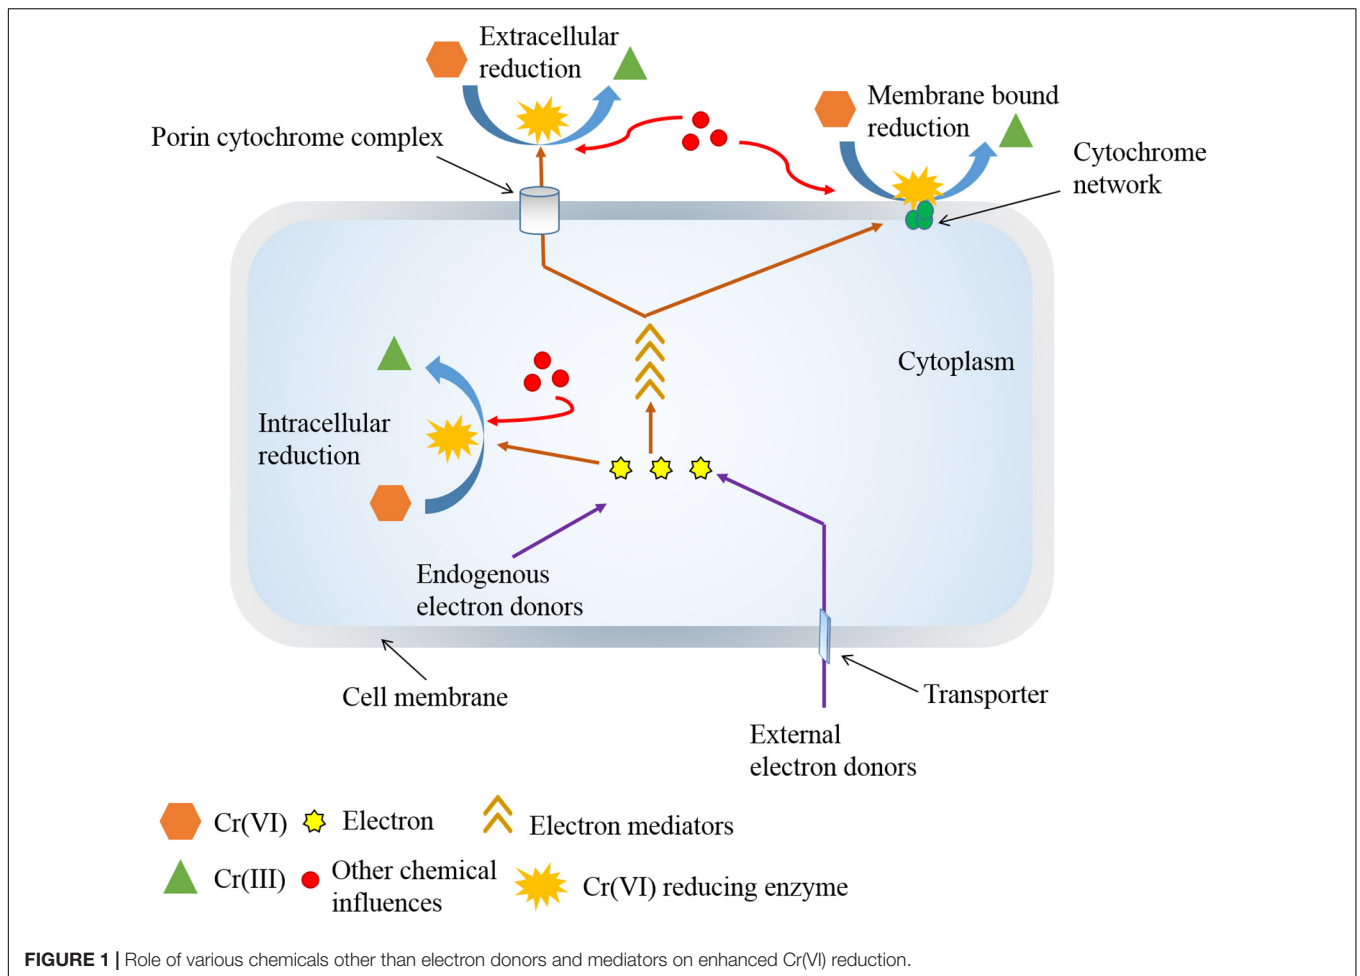 Extracellular
reduction
Membrane bound
reduction
Porin cytochrome complex
Cytochrome
network
Cytoplasm
Intracellular
reduction
Endogenous
electron donors
Cell membrane
Transporter
External
electron donors
Cr(VI)
Electron
Electron mediators
Cr(III)
Other chemical
influences
Cr(VI) reducing enzyme
FIGURE 1 | Role of various chemicals other than electron donors and mediators on enhanced Cr(VI) reduction.